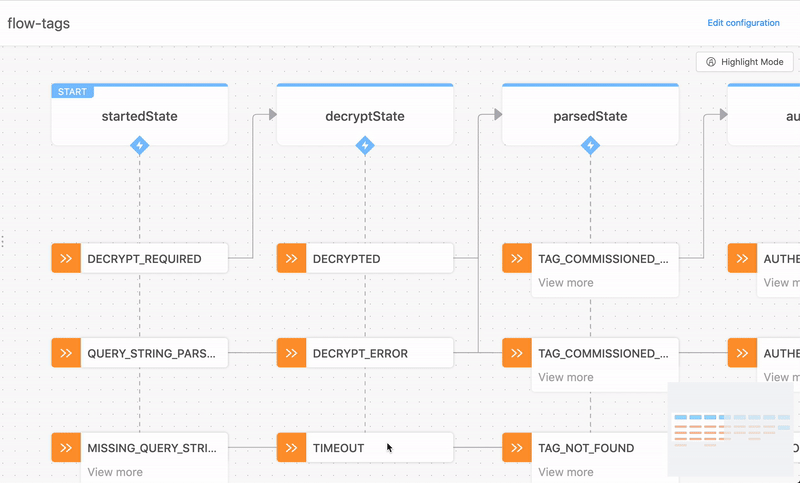 flow-tags
Edit configuration
Highlight Mode
START
startedState
decryptState
parsedState
au
DECRYPT_REQUIRED
DECRYPTED
TAG_COMMISSIONED_...
View more
AUTHE
View m
QUERY_STRING_PARS...
DECRYPT_ERROR
TAG_COMMISSIONED_...
View more
AUTHE
View m
MISSING_QUERY_STRI...
View more
TIMEOUT
TAG_NOT_FOUND
View more